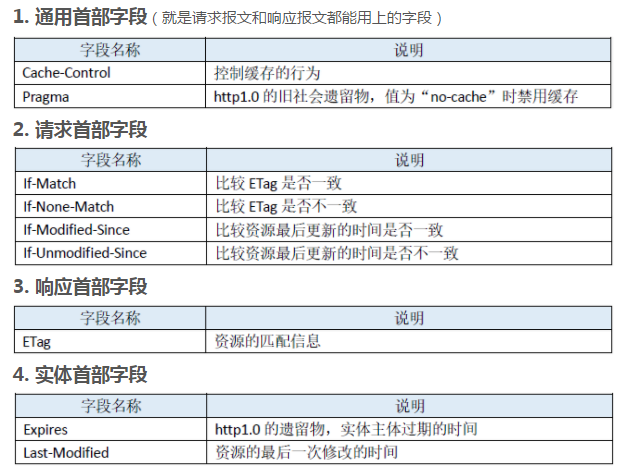 1. 通用首部字段（就是请求报文和响应报文都能用上的字段）
字段名称 说明
Cache-Control 控制缓存的行为
Pragma http1.0 的旧社会遗留物，值为“no-cache”时禁用缓存
2. 请求首部字段
字段名称 说明
If-Match 比较 ETag 是否一致
If-None-Match 比较 ETag 是否不一致
If-Modified-Since 比较资源最后更新的时间是否一致
If-Unmodified-Since 比较资源最后更新的时间是否不一致
3. 响应首部字段
字段名称 说明
ETag 资源的匹配信息
4. 实体首部字段
字段名称 说明
Expires http1.0 的遗留物，实体主体过期的时间
Last-Modified 资源的最后一次修改的时间